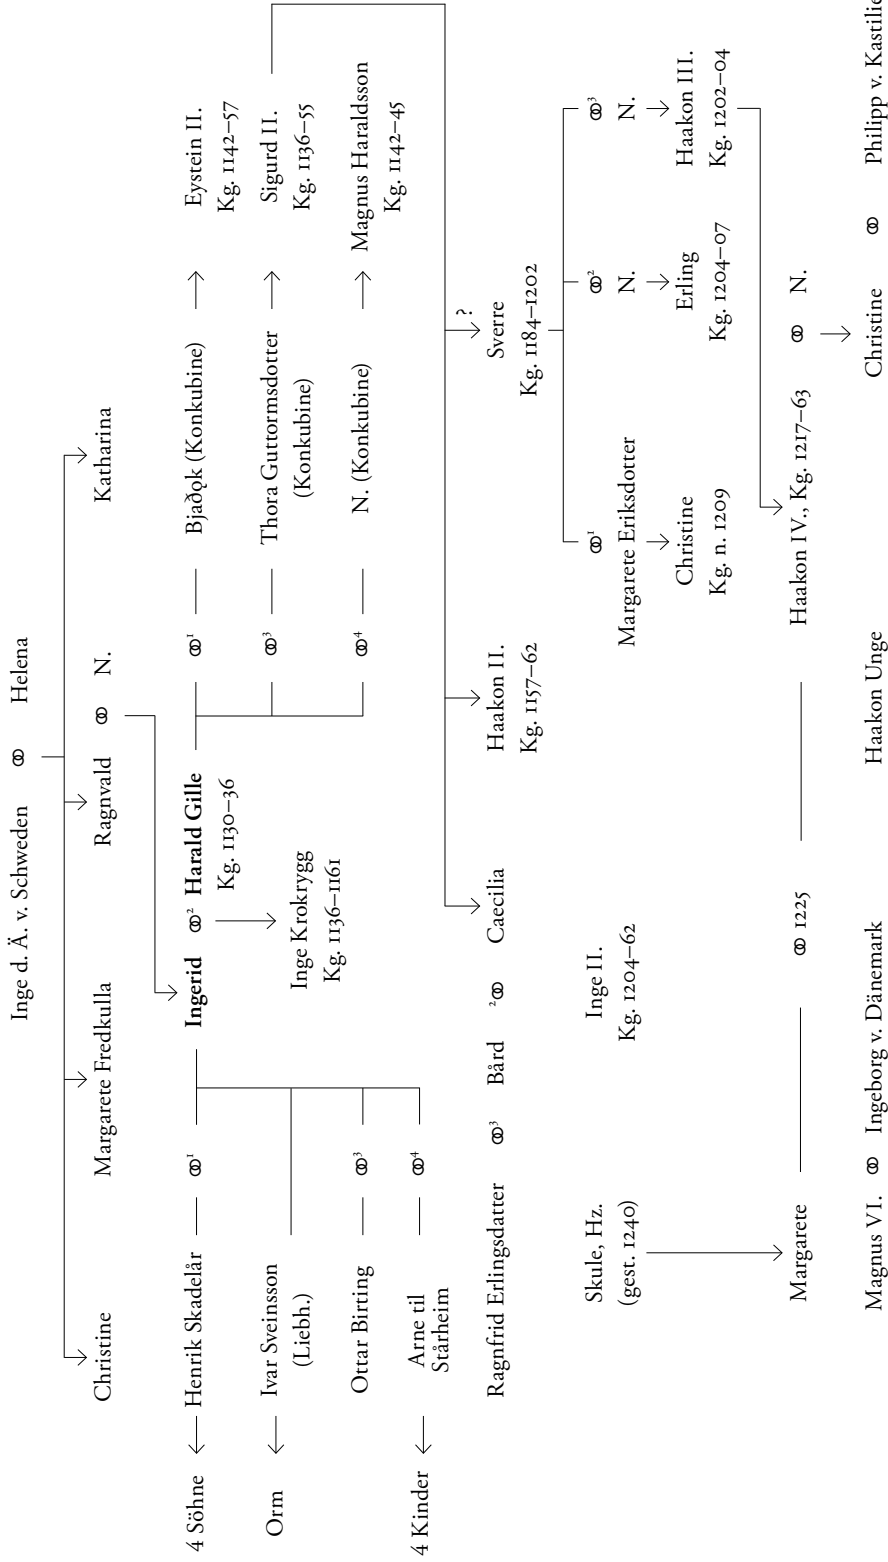 Inge d. Ä. v. Schweden ⚭ Helena
Christine Margarete Fredkulla Ragnvald ⚭ N. Katharina
4 Söhne Henrik Skadelår ⚭¹ Ingerid ⚭² Harald Gille ⚭¹ Bjaðǫk (Konkubine) Eystein II.
Kg. 1130–36 Kg. 1142–57
Orm Ivar Sveinsson ⚭³ Thora Guttormsdotter Sigurd II.
(Liebh.) Inge Krokrygg (Konkubine) Kg. 1136–55
Kg. 1136–1161
Ottar Birting ⚭³ ⚭⁴ N. (Konkubine) Magnus Haraldsson
Kg. 1142–45
4 Kinder Arne til ⚭⁴
Stårheim
?
Ragnfrid Erlingsdatter ⚭³ Bård ²⚭ Caecilia Haakon II. Sverre
Kg. 1157–62 Kg. 1184–1202
Skule, Hz. Inge II. ⚭¹ ⚭² ⚭³
(gest. 1240) Kg. 1204–62 Margarete Eriksdotter N. N.
Christine Erling Haakon III.
Kg. n. 1209 Kg. 1204–07 Kg. 1202–04
Margarete ⚭ 1225 Haakon IV., Kg. 1217–63 ⚭ N.
Magnus VI. ⚭ Ingeborg v. Dänemark Haakon Unge Christine ⚭ Philipp v. Kastilie